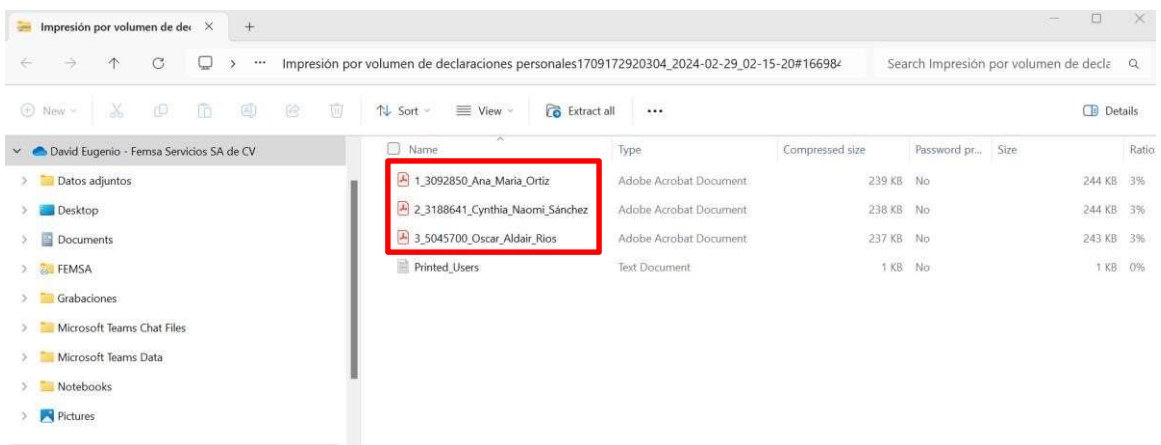 Impresión por volumen de dec
Impresión por volumen de declaraciones personales1709172920304_2024-02-29_02-15-20#16698
Search Impresión por volumen de decla
New
Sort
View
Extract all
Details
David Eugenio - Femsa Servicios SA de CV
Datos adjuntos
Desktop
Documents
FEMSA
Grabaciones
Microsoft Teams Chat Files
Microsoft Teams Data
Notebooks
Pictures
Name Type Compressed size Password pr... Size Ratio
1_3092850_Ana_Maria_Ortiz Adobe Acrobat Document 239 KB No 244 KB 3%
2_3188641_Cynthia_Naomi_Sánchez Adobe Acrobat Document 238 KB No 244 KB 3%
3_5045700_Oscar_Aldair_Rios Adobe Acrobat Document 237 KB No 243 KB 3%
Printed_Users Text Document 1 KB No 1 KB 0%